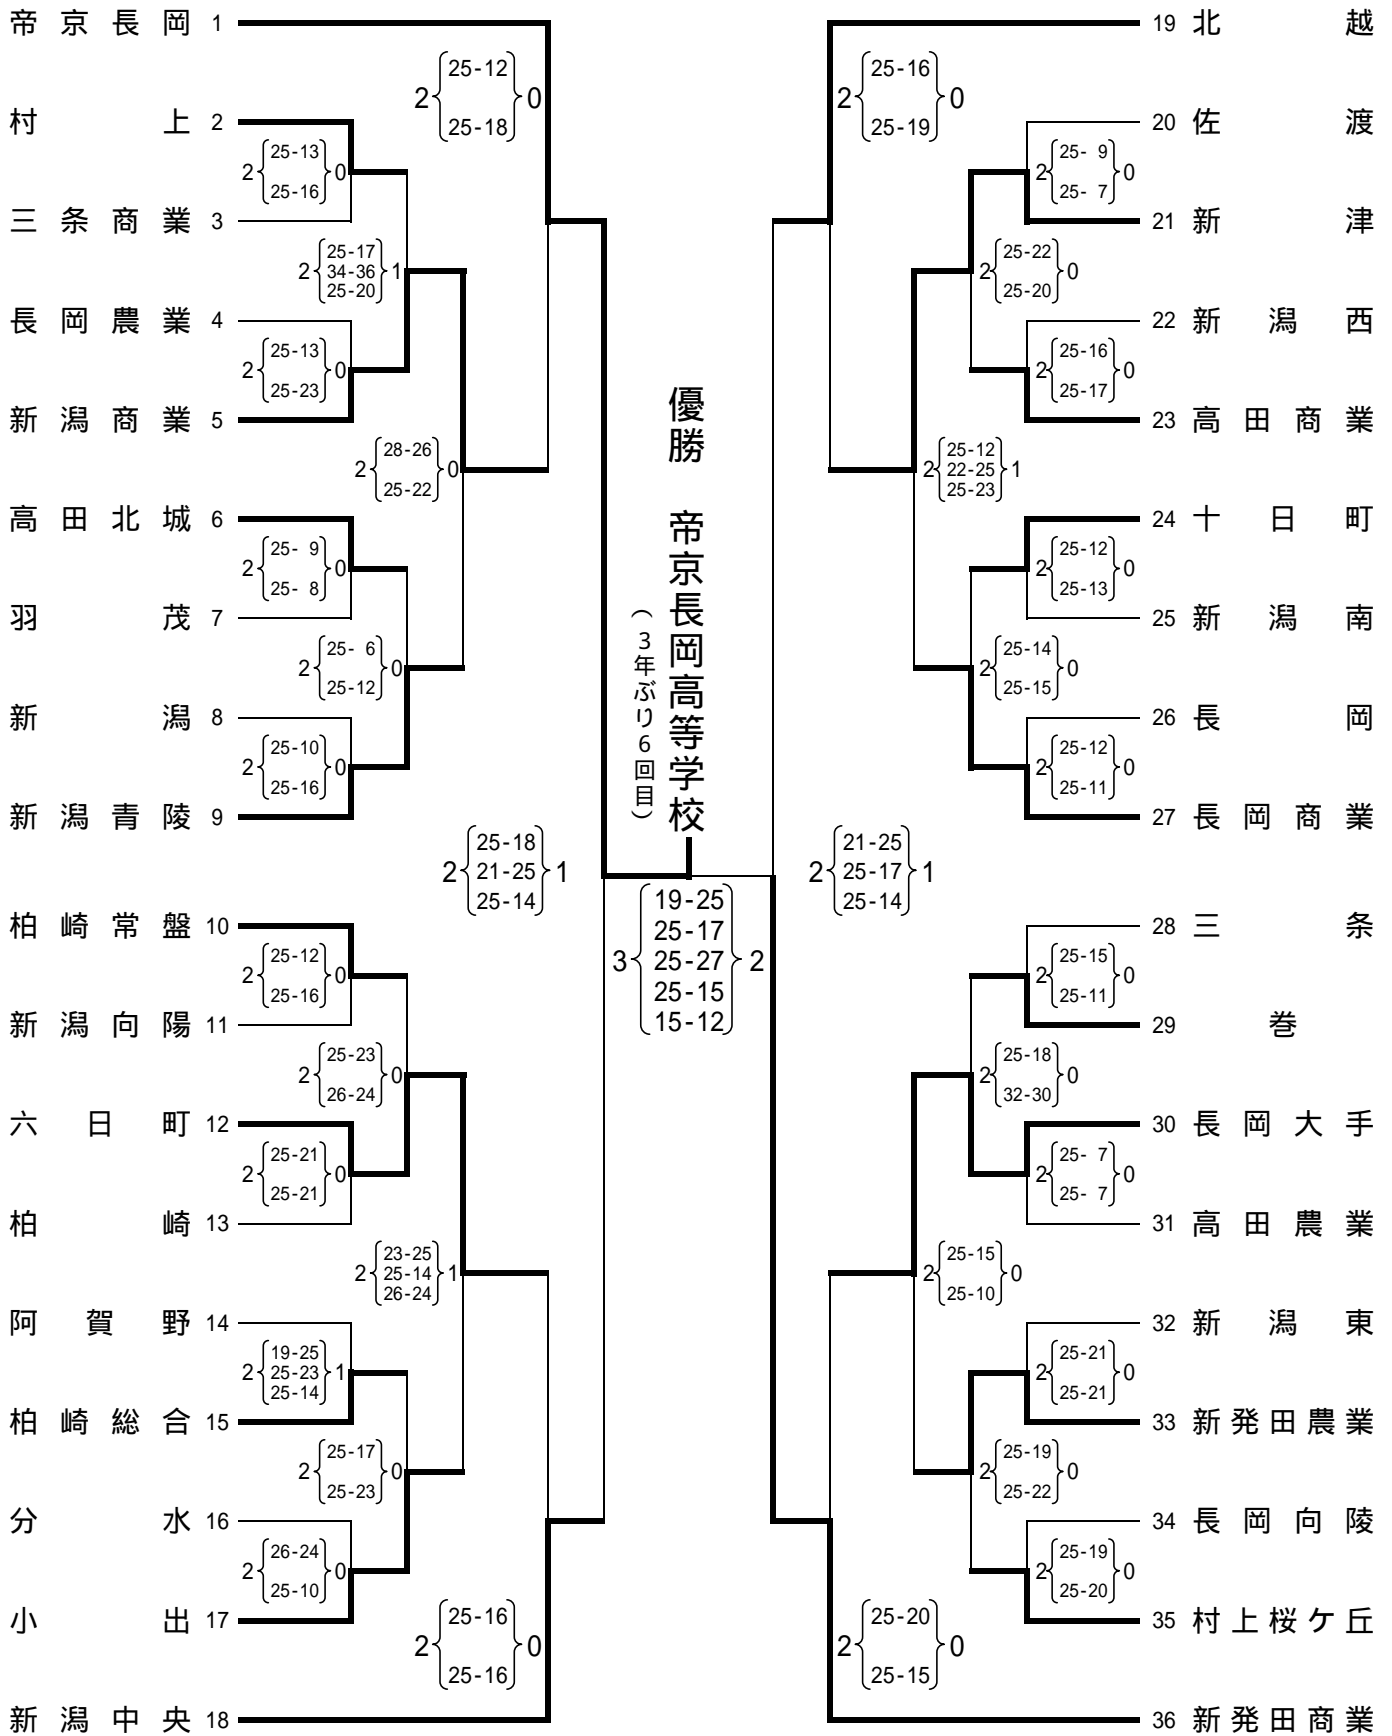 帝京長岡 1
2 25-12 0
25-18
村上 2
2 25-13 0
25-16
三条商業 3
2 25-17 1
34-36
25-20
長岡農業 4
2 25-13 0
25-23
新潟商業 5
2 28-26 0
25-22
高田北城 6
2 25- 9 0
25- 8
羽茂 7
2 25- 6 0
25-12
新潟 8
2 25-10 0
25-16
新潟青陵 9
2 25-18 1
21-25
25-14
柏崎常盤 10
2 25-12 0
25-16
新潟向陽 11
2 25-23 0
26-24
六日町 12
2 25-21 0
25-21
柏崎 13
2 23-25 1
25-14
26-24
阿賀野 14
2 19-25 1
25-23
25-14
柏崎総合 15
2 25-17 0
25-23
分水 16
2 26-24 0
25-10
小出 17
2 25-16 0
25-16
新潟中央 18
優勝 帝京長岡高等学校
(3年ぶり6回目)
3 19-25 2
25-17
25-27
25-15
15-12
19 北越
2 25-16 0
25-19
20 佐渡
2 25- 9 0
25- 7
21 新津
2 25-22 0
25-20
22 新潟西
2 25-16 0
25-17
23 高田商業
2 25-12 1
22-25
25-23
24 十日町
2 25-12 0
25-13
25 新潟南
2 25-14 0
25-15
26 長岡
2 25-12 0
25-11
27 長岡商業
2 21-25 1
25-17
25-14
28 三条
2 25-15 0
25-11
29 巻
2 25-18 0
32-30
30 長岡大手
2 25- 7 0
25- 7
31 高田農業
2 25-15 0
25-10
32 新潟東
2 25-21 0
25-21
33 新発田農業
2 25-19 0
25-22
34 長岡向陵
2 25-19 0
25-20
35 村上桜ケ丘
2 25-20 0
25-15
36 新発田商業